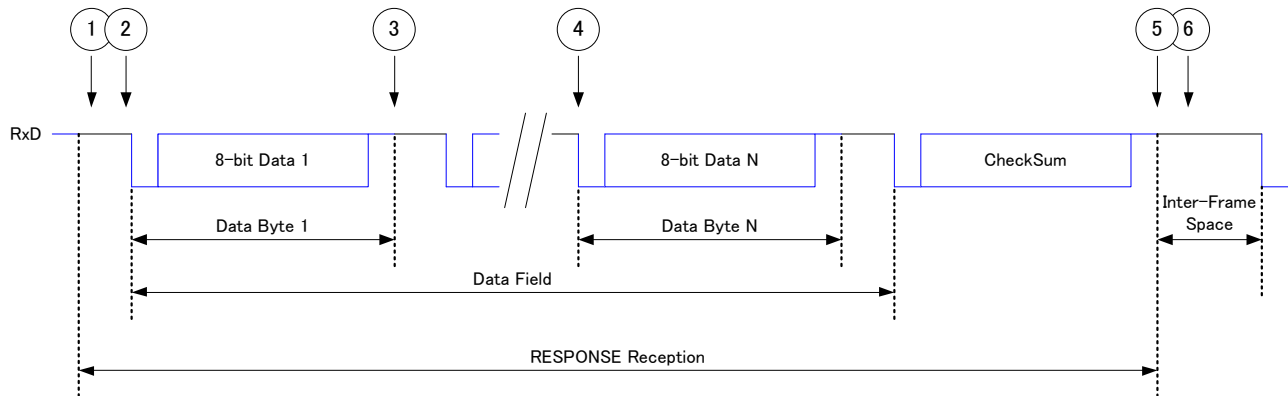 1 2 3 4 5 6
RxD
8-bit Data 1
8-bit Data N
CheckSum
Data Byte 1
Data Byte N
Inter-Frame
Space
Data Field
RESPONSE Reception